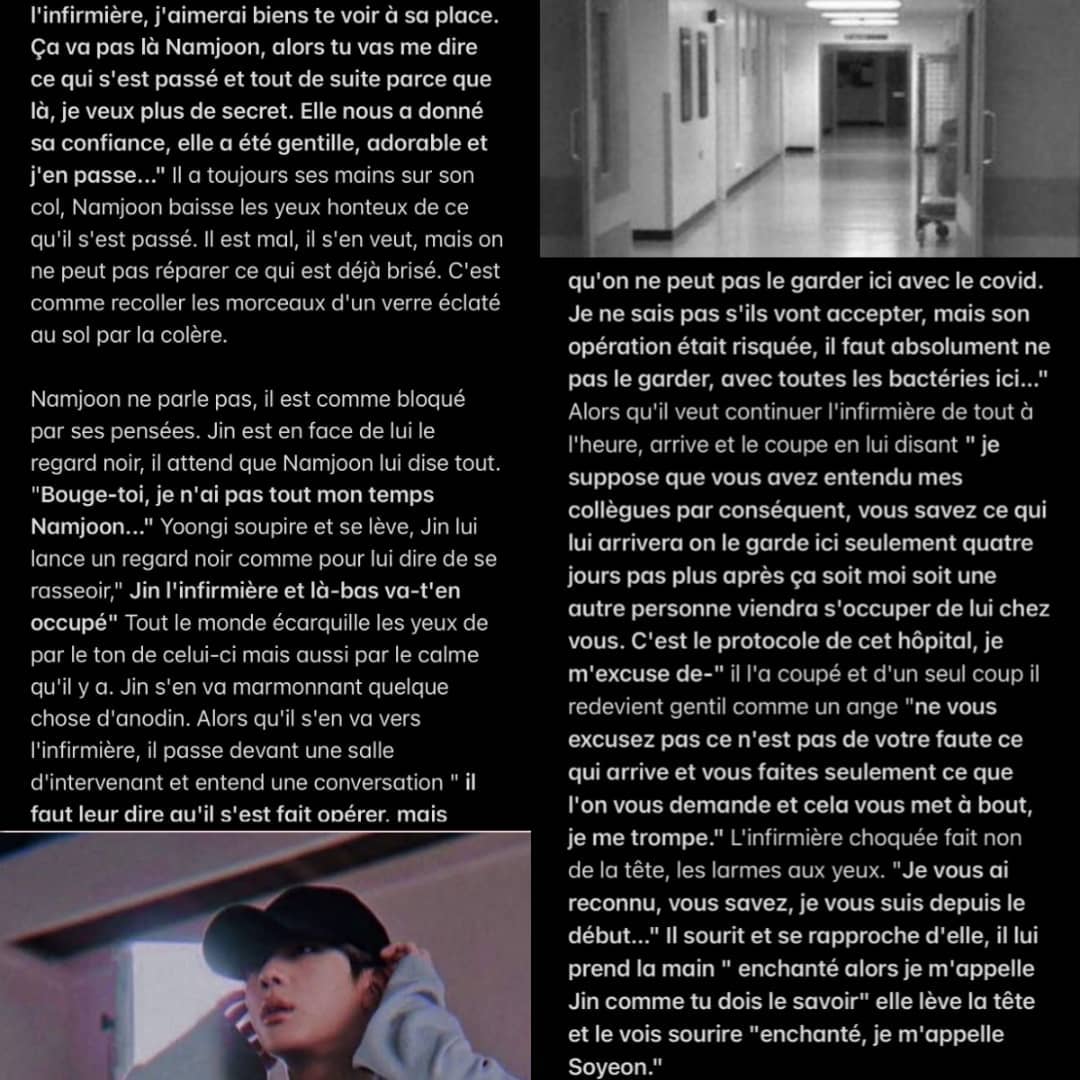 l'infirmière, j'aimerai biens te voir à sa place.
Ça va pas là Namjoon, alors tu vas me dire
ce qui s'est passé et tout de suite parce que
là, je veux plus de secret. Elle nous a donné
sa confiance, elle a été gentille, adorable et
j'en passe..." Il a toujours ses mains sur son
col, Namjoon baisse les yeux honteux de ce
qu'il s'est passé. Il est mal, il s'en veut, mais on
ne peut pas réparer ce qui est déjà brisé. C'est
comme recoller les morceaux d'un verre éclaté
au sol par la colère.
Namjoon ne parle pas, il est comme bloqué
par ses pensées. Jin est en face de lui le
regard noir, il attend que Namjoon lui dise tout.
"Bouge-toi, je n'ai pas tout mon temps
Namjoon..." Yoongi soupire et se lève, Jin lui
lance un regard noir comme pour lui dire de se
rasseoir," Jin l'infirmière et là-bas va-t'en
occupé" Tout le monde écarquille les yeux de
par le ton de celui-ci mais aussi par le calme
qu'il y a. Jin s'en va marmonnant quelque
chose d'anodin. Alors qu'il s'en va vers
l'infirmière, il passe devant une salle
d'intervenant et entend une conversation " il
faut leur dire qu'il s'est fait opérer, mais
qu'on ne peut pas le garder ici avec le covid.
Je ne sais pas s'ils vont accepter, mais son
opération était risquée, il faut absolument ne
pas le garder, avec toutes les bactéries ici..."
Alors qu'il veut continuer l'infirmière de tout à
l'heure, arrive et le coupe en lui disant " je
suppose que vous avez entendu mes
collègues par conséquent, vous savez ce qui
lui arrivera on le garde ici seulement quatre
jours pas plus après ça soit moi soit une
autre personne viendra s'occuper de lui chez
vous. C'est le protocole de cet hôpital, je
m'excuse de-" il l'a coupé et d'un seul coup il
redevient gentil comme un ange "ne vous
excusez pas ce n'est pas de votre faute ce
qui arrive et vous faites seulement ce que
l'on vous demande et cela vous met à bout,
je me trompe." L'infirmière choquée fait non
de la tête, les larmes aux yeux. "Je vous ai
reconnu, vous savez, je vous suis depuis le
début..." Il sourit et se rapproche d'elle, il lui
prend la main " enchanté alors je m'appelle
Jin comme tu dois le savoir" elle lève la tête
et le vois sourire "enchanté, je m'appelle
Soyeon."